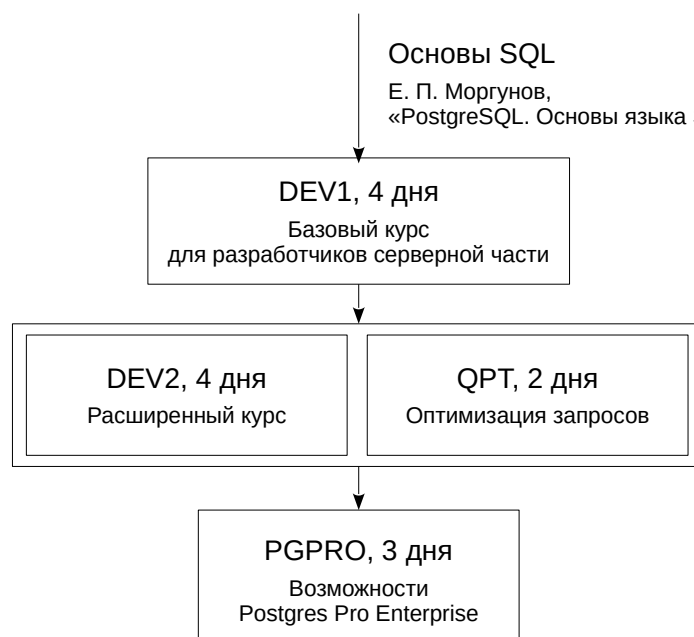 Основы SQL
Е. П. Моргунов,
«PostgreSQL. Основы языка
DEV1, 4 дня
Базовый курс
для разработчиков серверной части
DEV2, 4 дня
Расширенный курс
QPT, 2 дня
Оптимизация запросов
PGPRO, 3 дня
Возможности
Postgres Pro Enterprise